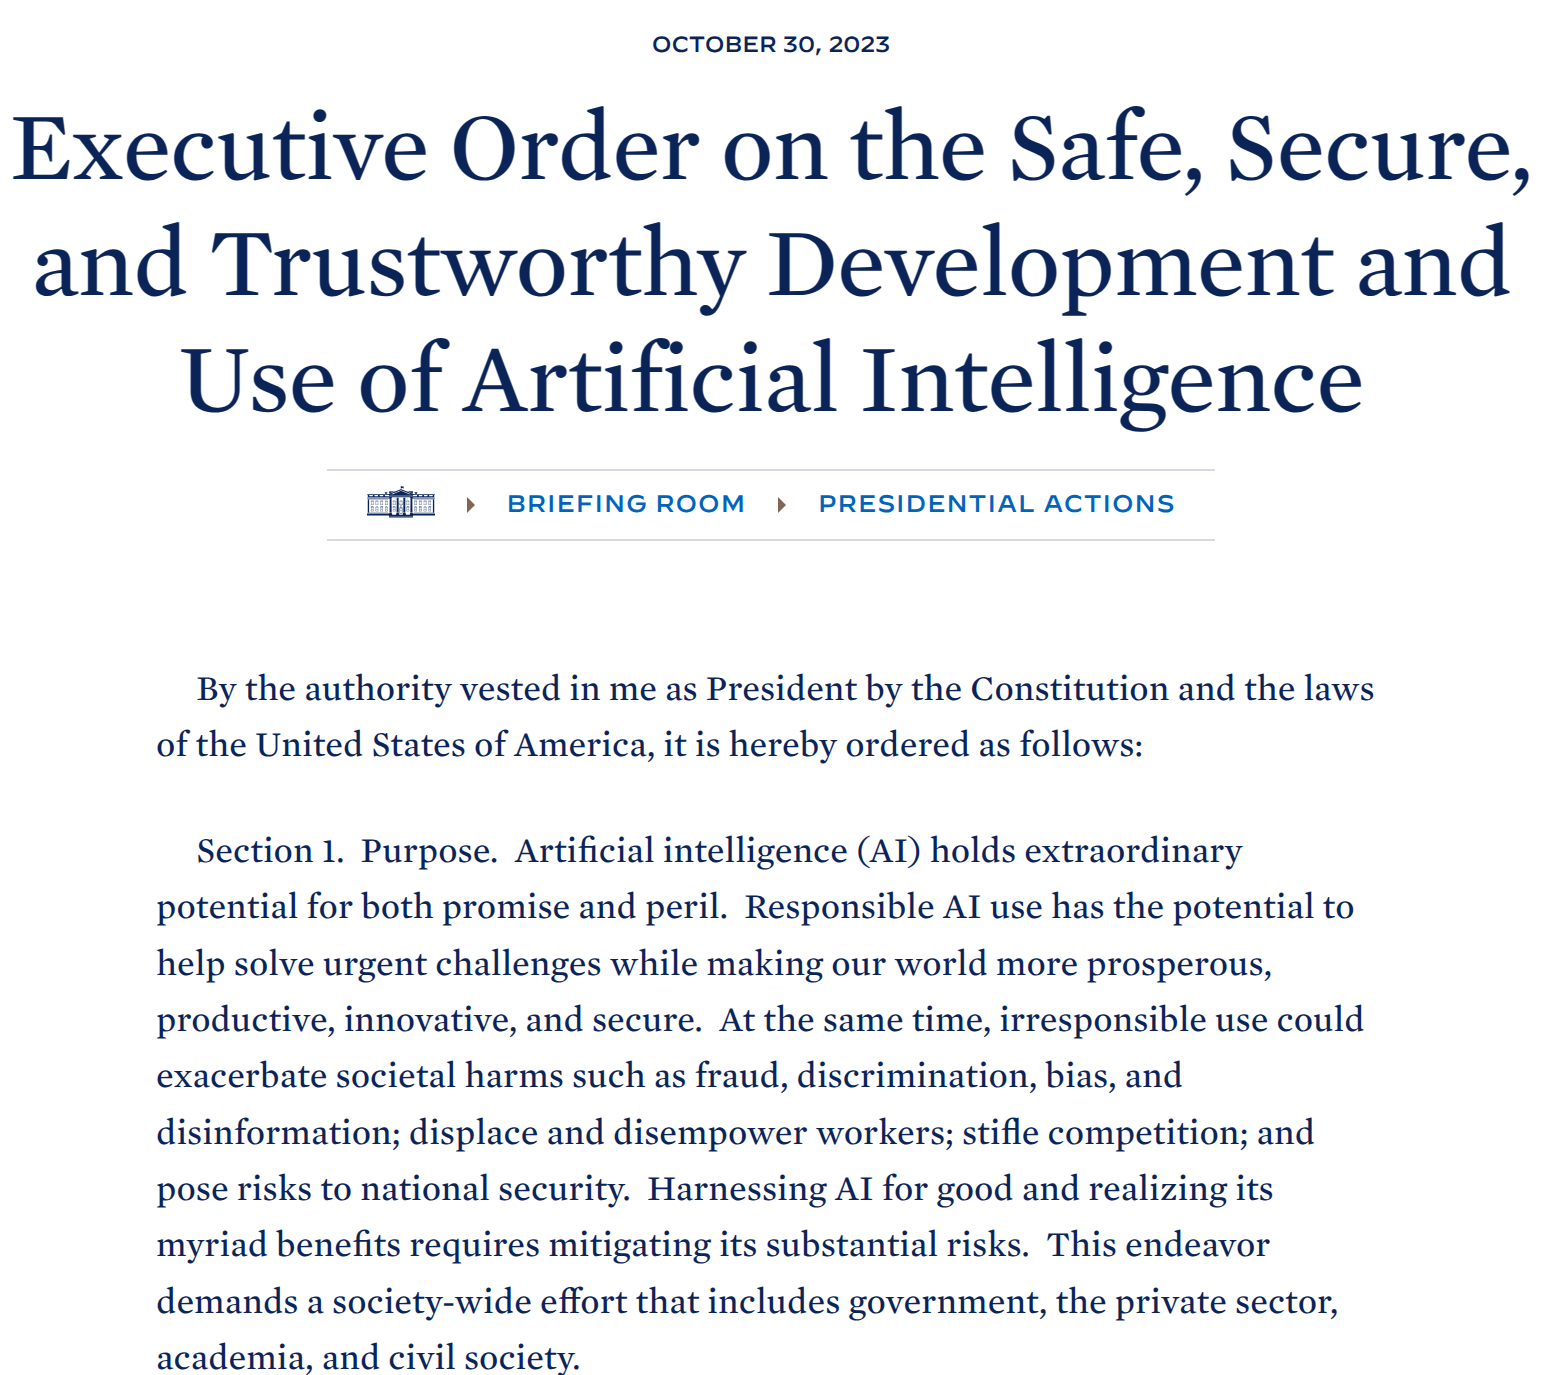 OCTOBER 30, 2023
Executive Order on the Safe, Secure,
and Trustworthy Development and
Use of Artificial Intelligence
BRIEFING ROOM PRESIDENTIAL ACTIONS
By the authority vested in me as President by the Constitution and the laws
of the United States of America, it is hereby ordered as follows:
Section 1.  Purpose.  Artificial intelligence (AI) holds extraordinary
potential for both promise and peril.  Responsible AI use has the potential to
help solve urgent challenges while making our world more prosperous,
productive, innovative, and secure.  At the same time, irresponsible use could
exacerbate societal harms such as fraud, discrimination, bias, and
disinformation; displace and disempower workers; stifle competition; and
pose risks to national security.  Harnessing AI for good and realizing its
myriad benefits requires mitigating its substantial risks.  This endeavor
demands a society-wide effort that includes government, the private sector,
academia, and civil society.